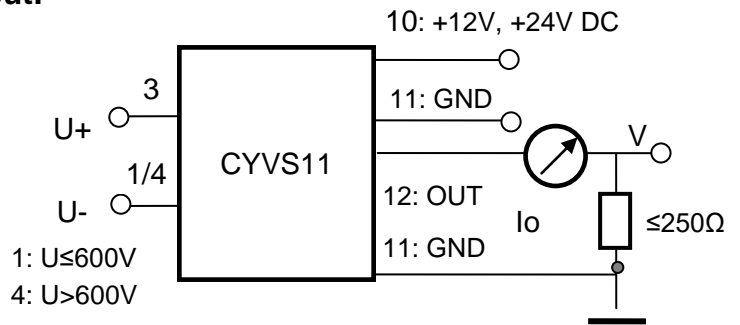 10: +12V, +24V DC
3
11: GND
U+
V
1/4
CYVS11
12: OUT
U-
Io
≤250Ω
1: U≤600V
11: GND
4: U>600V